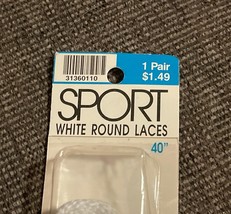 1 Pair
$1.49
31360110
SPORT
WHITE ROUND LACES
40"